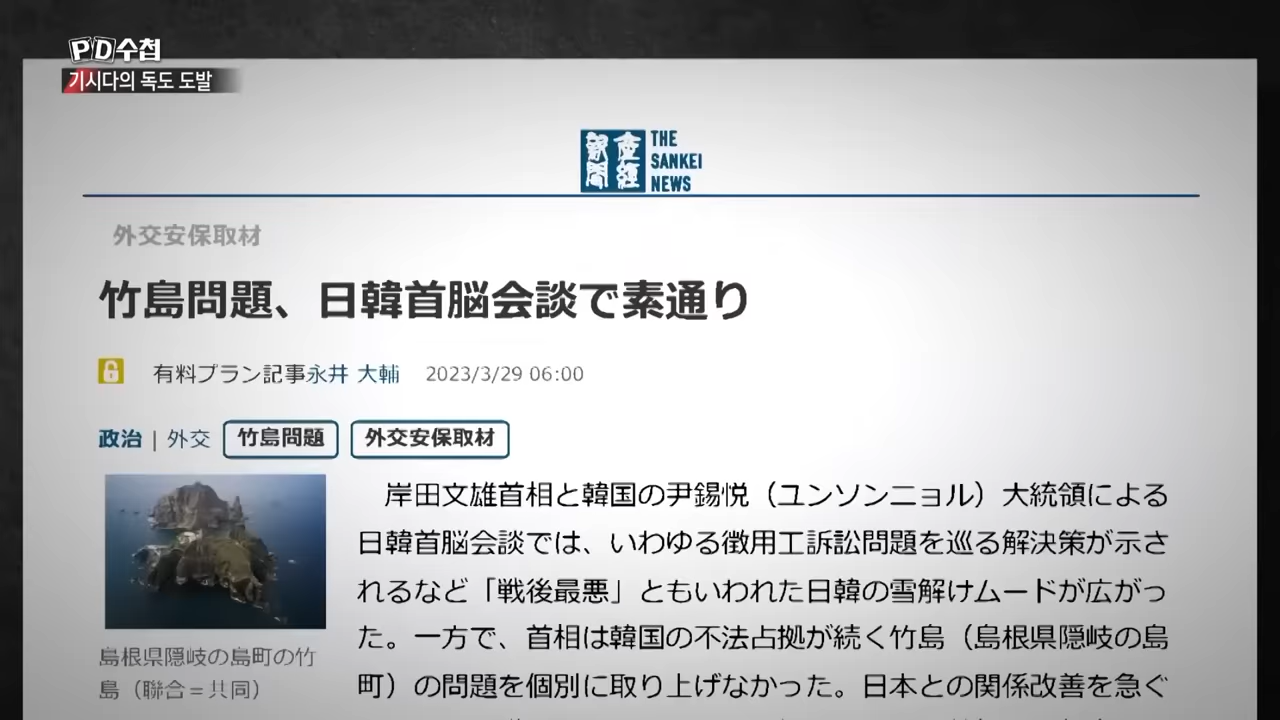 PD수첩
기시다의 독도 도발
産經新聞
THE
SANKEI
NEWS
外交安保取材
竹島問題、日韓首脳会談で素通り
有料プラン記事永井 大輔 2023/3/29 06:00
政治 | 外交 竹島問題 外交安保取材
岸田文雄首相と韓国の尹錫悦（ユンソンニョル）大統領による
日韓首脳会談では、いわゆる徴用工訴訟問題を巡る解決策が示さ
れるなど「戦後最悪」ともいわれた日韓の雪解けムードが広がっ
た。一方で、首相は韓国の不法占拠が続く竹島（島根県隠岐の島
町）の問題を個別に取り上げなかった。日本との関係改善を急ぐ
島根県隠岐の島町の竹
島（聯合＝共同）